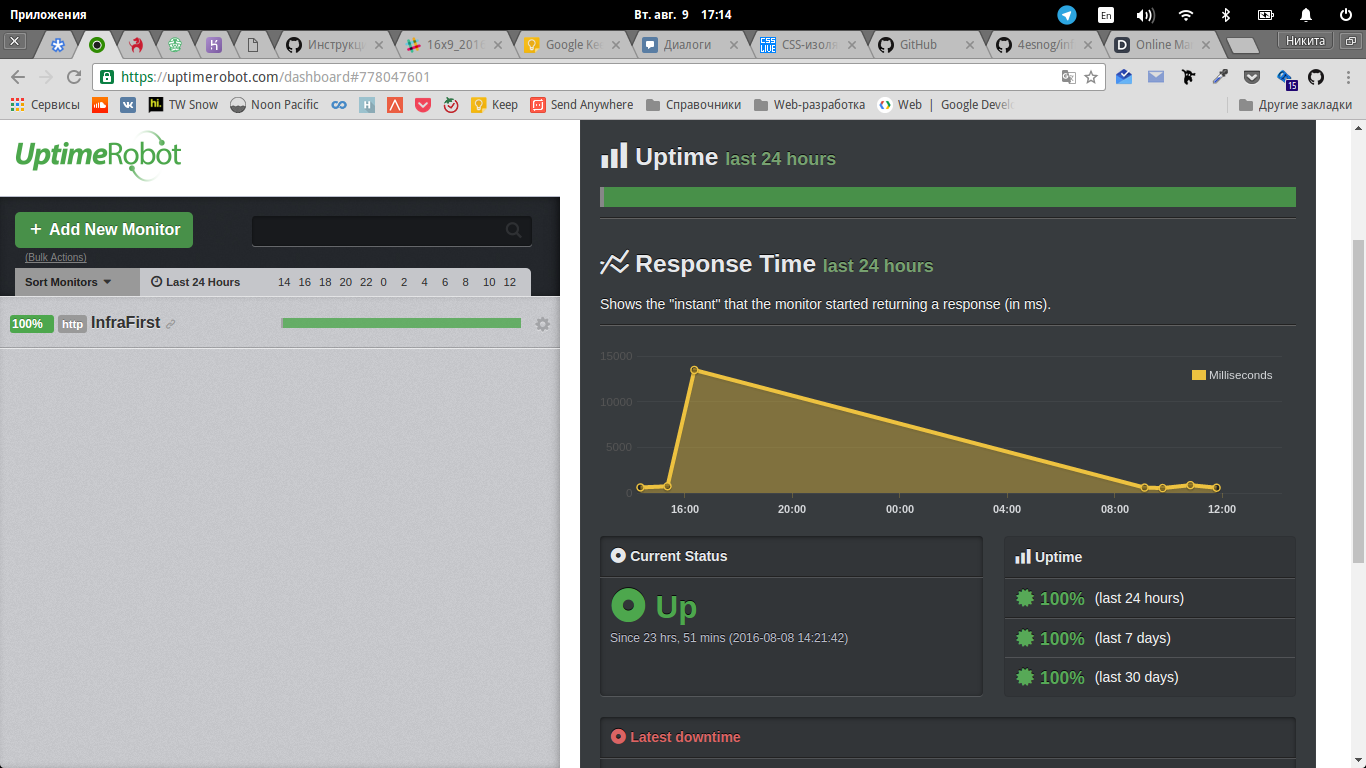 Приложения
Вт. авг. 9 17:14
En
Инструкц
16x9_2016
Google Kee
Диалоги
CSS-изоля
GitHub
4esnog/inf
Online Mar
Никита
https://uptimerobot.com/dashboard#778047601
15
Сервисы
TW Snow
Noon Pacific
Keep
Send Anywhere
Справочники
Web-разработка
Web | Google Develo
Другие закладки
UptimeRobot
+ Add New Monitor
(Bulk Actions)
Sort Monitors
Last 24 Hours
14 16 18 20 22 0 2 4 6 8 10 12
100% http InfraFirst
Uptime last 24 hours
Response Time last 24 hours
Shows the "instant" that the monitor started returning a response (in ms).
15000
10000
5000
0
Milliseconds
16:00 20:00 00:00 04:00 08:00 12:00
Current Status
Up
Since 23 hrs, 51 mins (2016-08-08 14:21:42)
Uptime
100% (last 24 hours)
100% (last 7 days)
100% (last 30 days)
Latest downtime